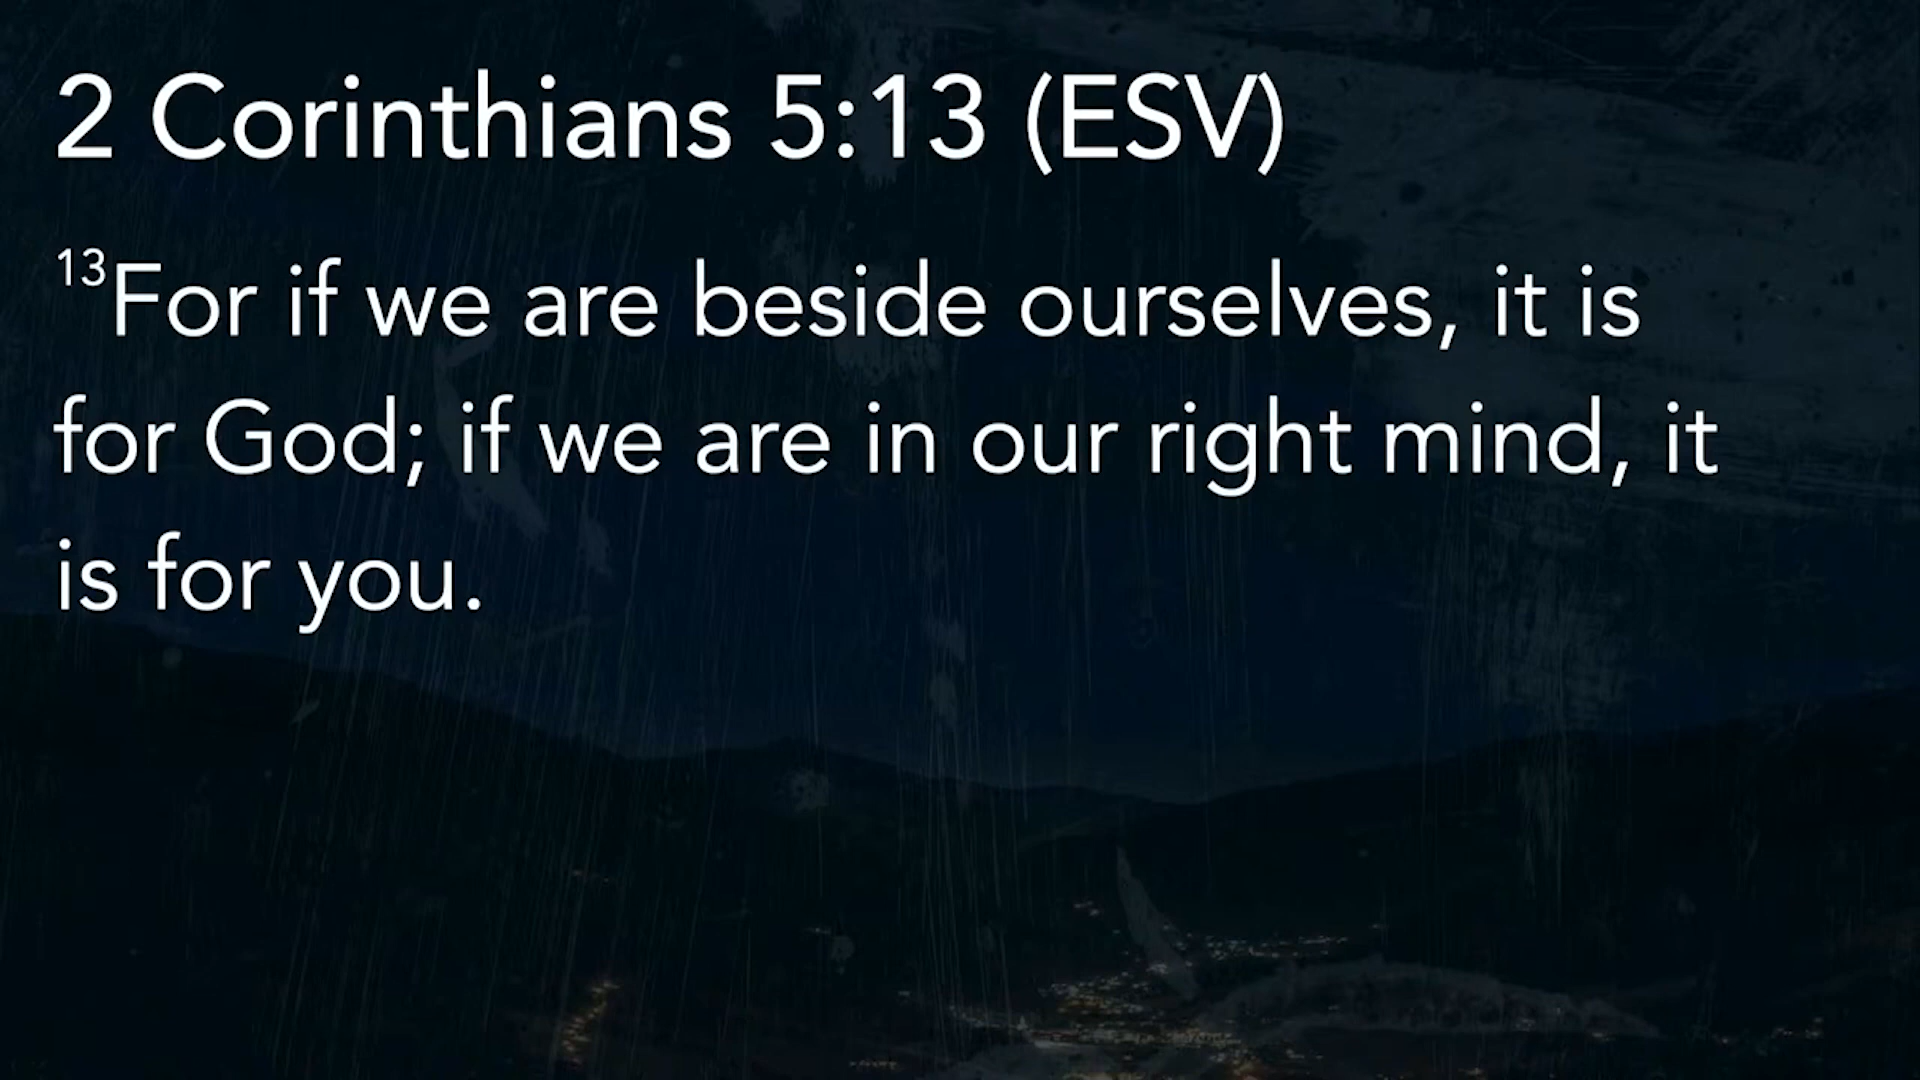 2 Corinthians 5:13 (ESV)
13For if we are beside ourselves, it is
for God; if we are in our right mind, it
is for you.